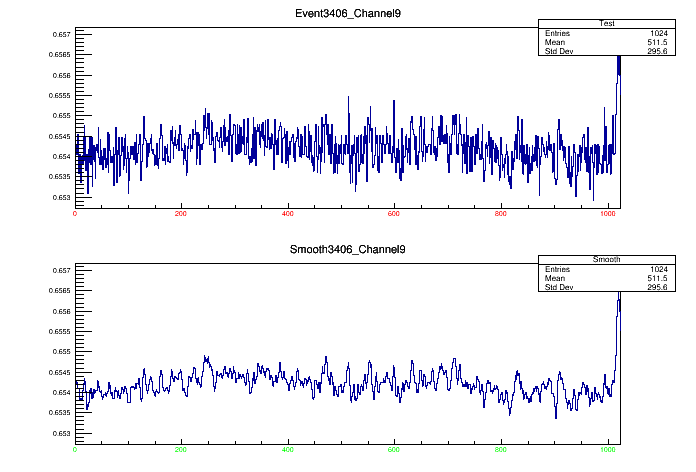 Event3406_Channel9
Test
Entries 1024
Mean 511.5
Std Dev 295.6
0.657
0.6565
0.656
0.6555
0.655
0.6545
0.654
0.6535
0.653
0 200 400 600 800 1000
Smooth3406_Channel9
Smooth
Entries 1024
Mean 511.5
Std Dev 295.6
0.657
0.6565
0.656
0.6555
0.655
0.6545
0.654
0.6535
0.653
0 200 400 600 800 1000